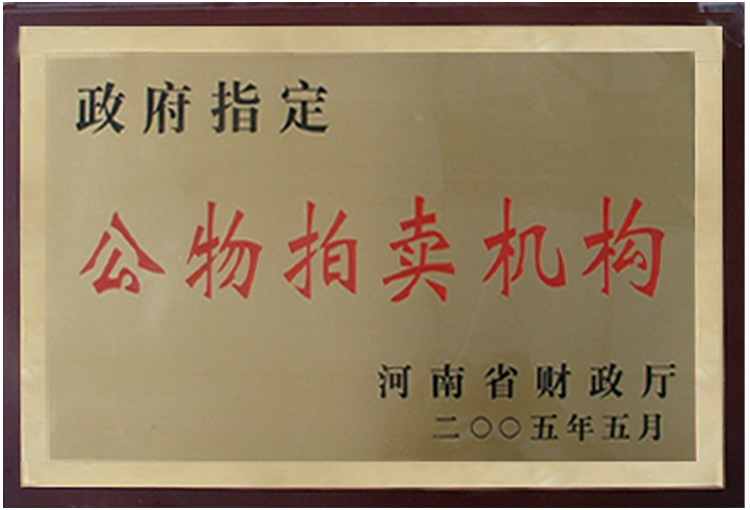 政府指定
公物拍卖机构
河南省财政厅
二〇〇五年五月